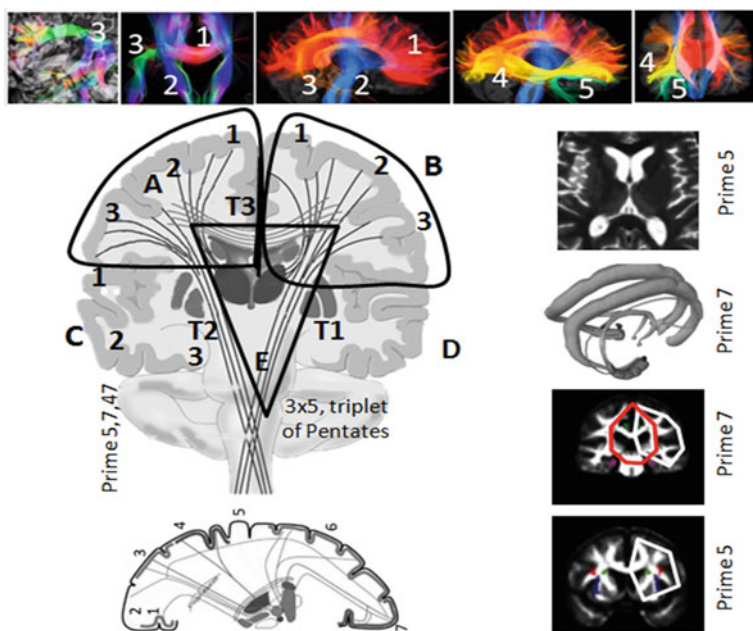 3
3 1
2
1
3 2
4
5
4
5
1 1
2 2
A B
3 T3 3
1
C T2 T1
2 3 E D
3x5, triplet
of Pentates
Prime 5,7,47
Prime 5
Prime 7
Prime 7
Prime 5
1
2
3
4
5
6
7